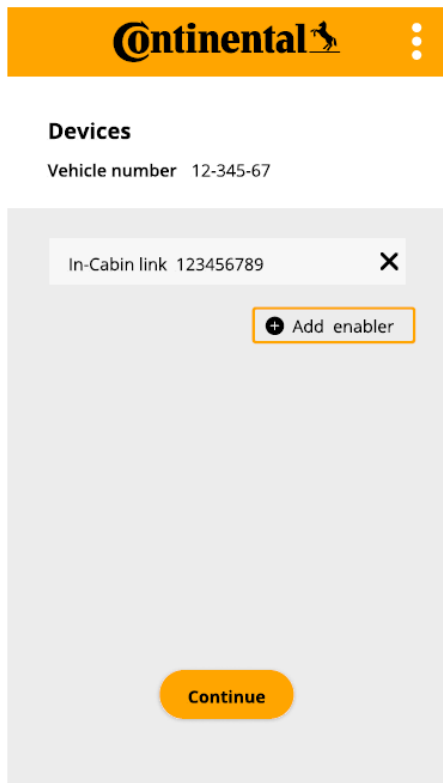 Continental
Devices
Vehicle number 12-345-67
In-Cabin link 123456789
Add enabler
Continue